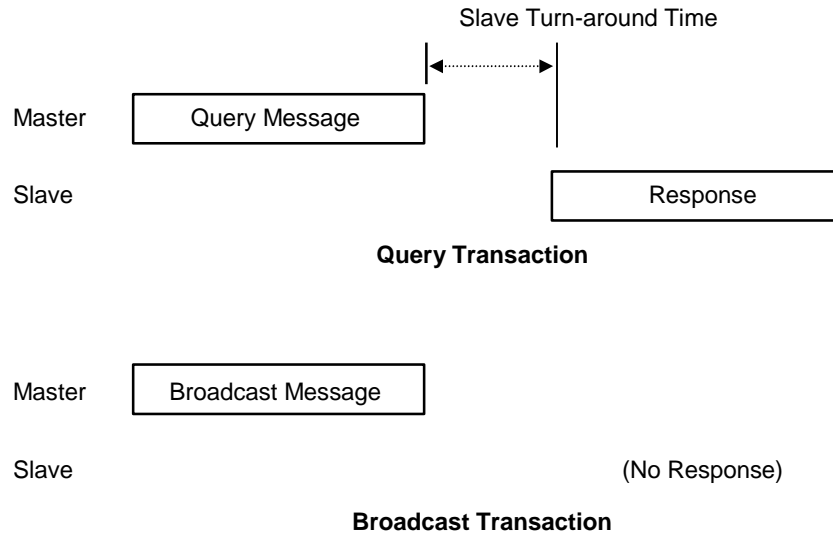 Slave Turn-around Time
Master
Query Message
Slave
Response
Query Transaction
Master
Broadcast Message
Slave
(No Response)
Broadcast Transaction